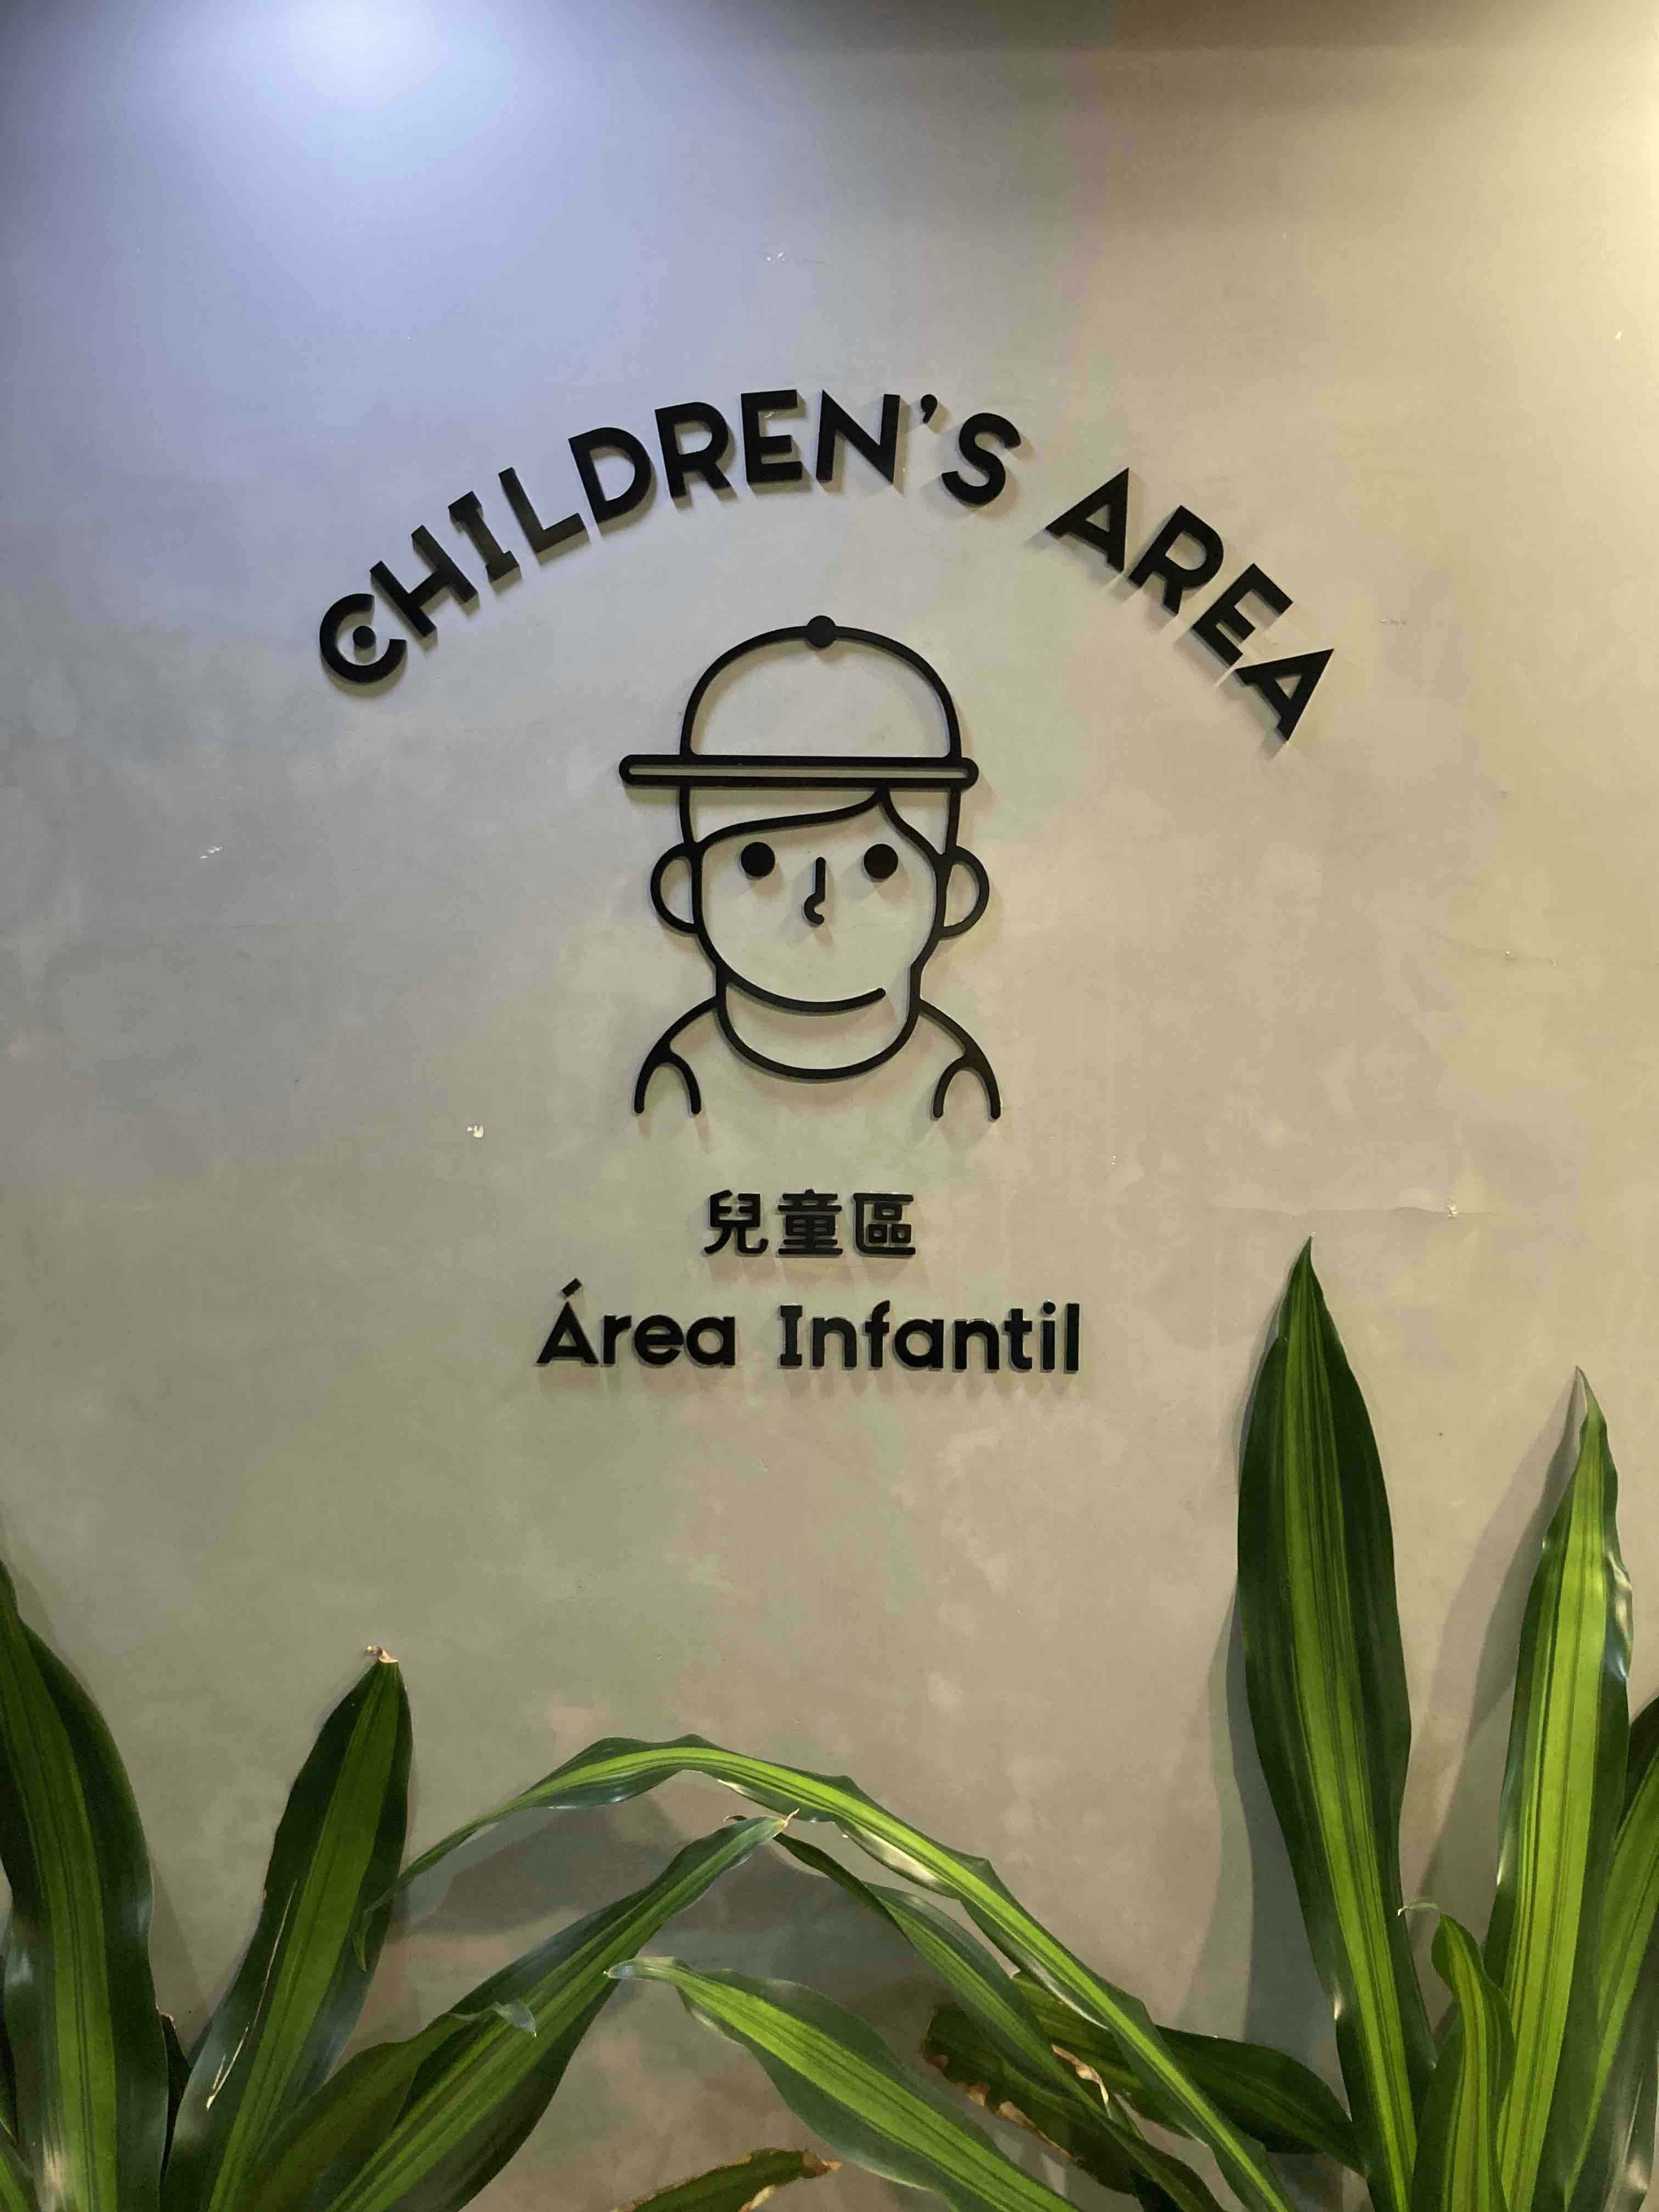 CHILDREN'S AREA
兒童區
Área Infantil